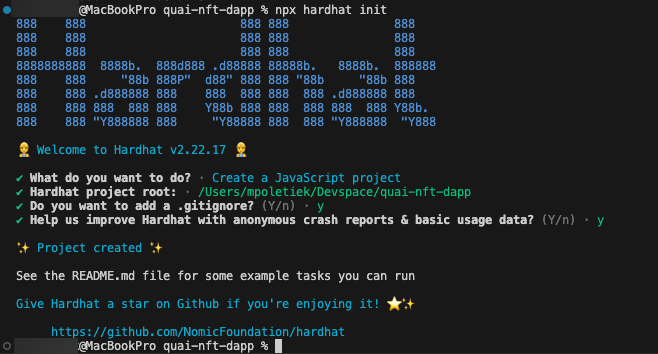 @MacBookPro quai-nft-dapp % npx hardhat init
888    888                      888 888               888
888    888                      888 888               888
888    888                      888 888               888
8888888888  8888b.  888d888 .d88888 88888b.   8888b.  888888
888    888     "88b 888P"  d88" 888 888 "88b     "88b 888
888    888 .d888888 888    888  888 888  888 .d888888 888
888    888 888  888 888    Y88b 888 888  888 888  888 Y88b.
888    888 "Y888888 888     "Y88888 888  888 "Y888888  "Y888
👷 Welcome to Hardhat v2.22.17 👷
✔ What do you want to do? · Create a JavaScript project
✔ Hardhat project root: · /Users/mpoletiek/Devspace/quai-nft-dapp
✔ Do you want to add a .gitignore? (Y/n) · y
✔ Help us improve Hardhat with anonymous crash reports & basic usage data? (Y/n) · y
✨ Project created ✨
See the README.md file for some example tasks you can run
Give Hardhat a star on Github if you're enjoying it! ⭐✨
https://github.com/NomicFoundation/hardhat
@MacBookPro quai-nft-dapp %